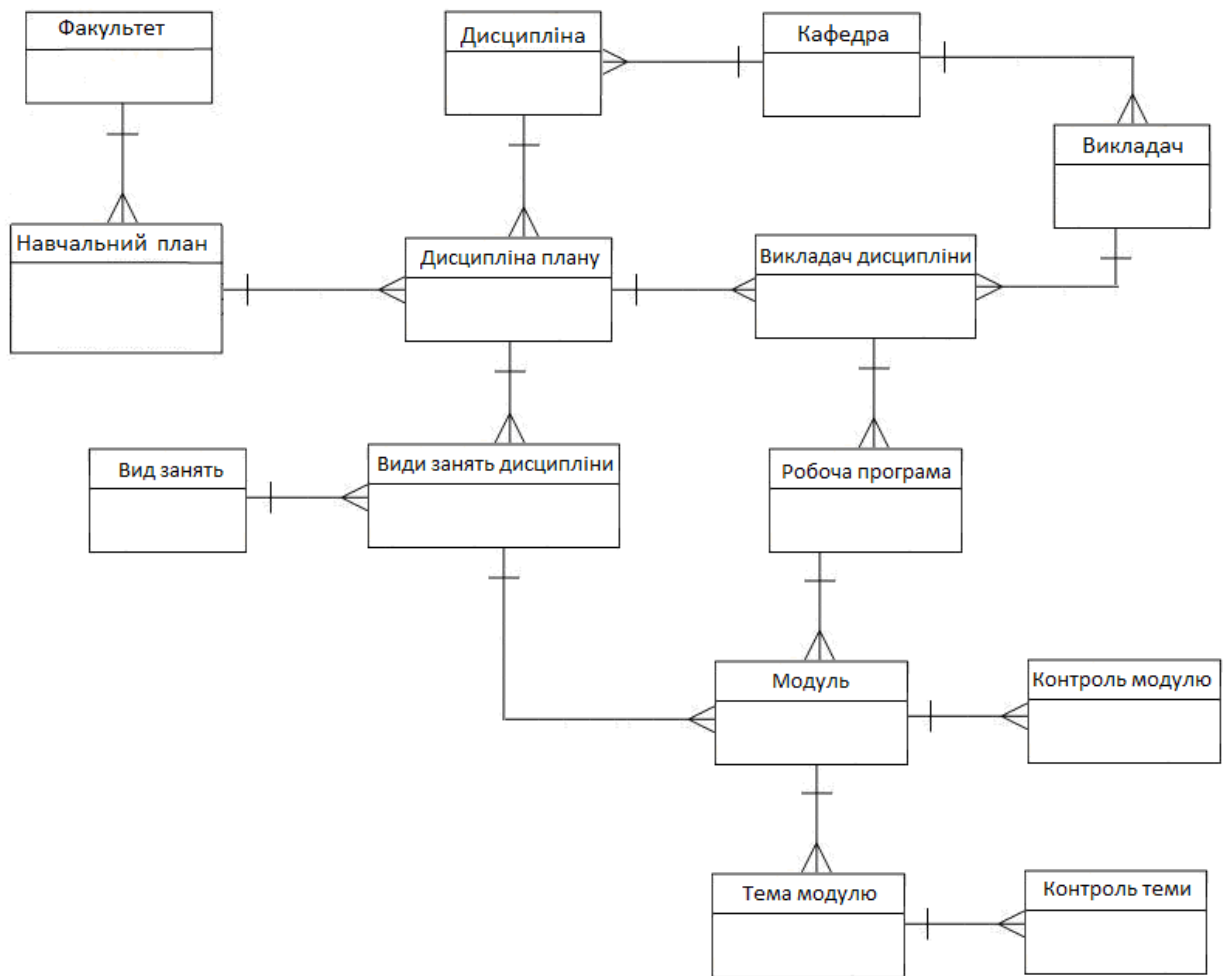 Факультет
Дисципліна
Кафедра
Викладач
Навчальний план
Дисципліна плану
Викладач дисципліни
Вид занять
Види занять дисципліни
Робоча програма
Модуль
Контроль модулю
Тема модулю
Контроль теми